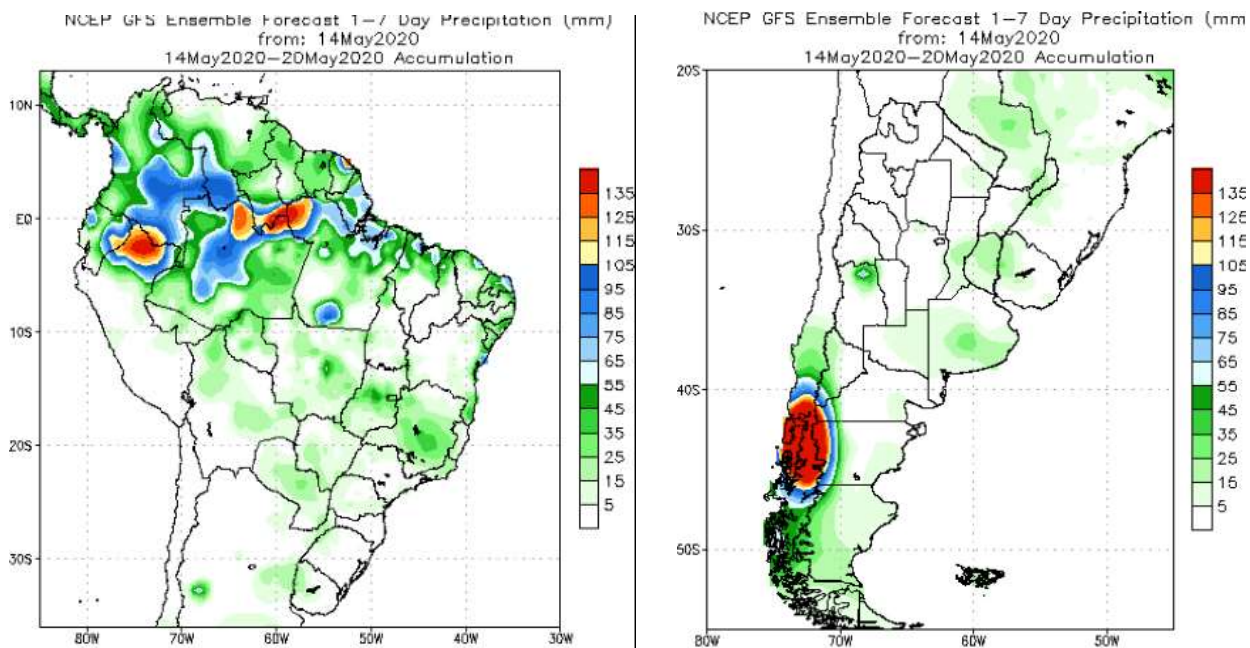 NCEP GFS Ensemble Forecast 1–7 Day Precipitation (mm)
from: 14May2020
14May2020–20May2020 Accumulation
10N
EQ
10S
20S
30S
80W
70W
60W
50W
40W
30W
135
125
115
105
95
85
75
65
55
45
35
25
15
5
NCEP GFS Ensemble Forecast 1–7 Day Precipitation (mm
from: 14May2020
14May2020–20May2020 Accumulation
20S
30S
40S
50S
80W
70W
60W
50W
135
125
115
105
95
85
75
65
55
45
35
25
15
5